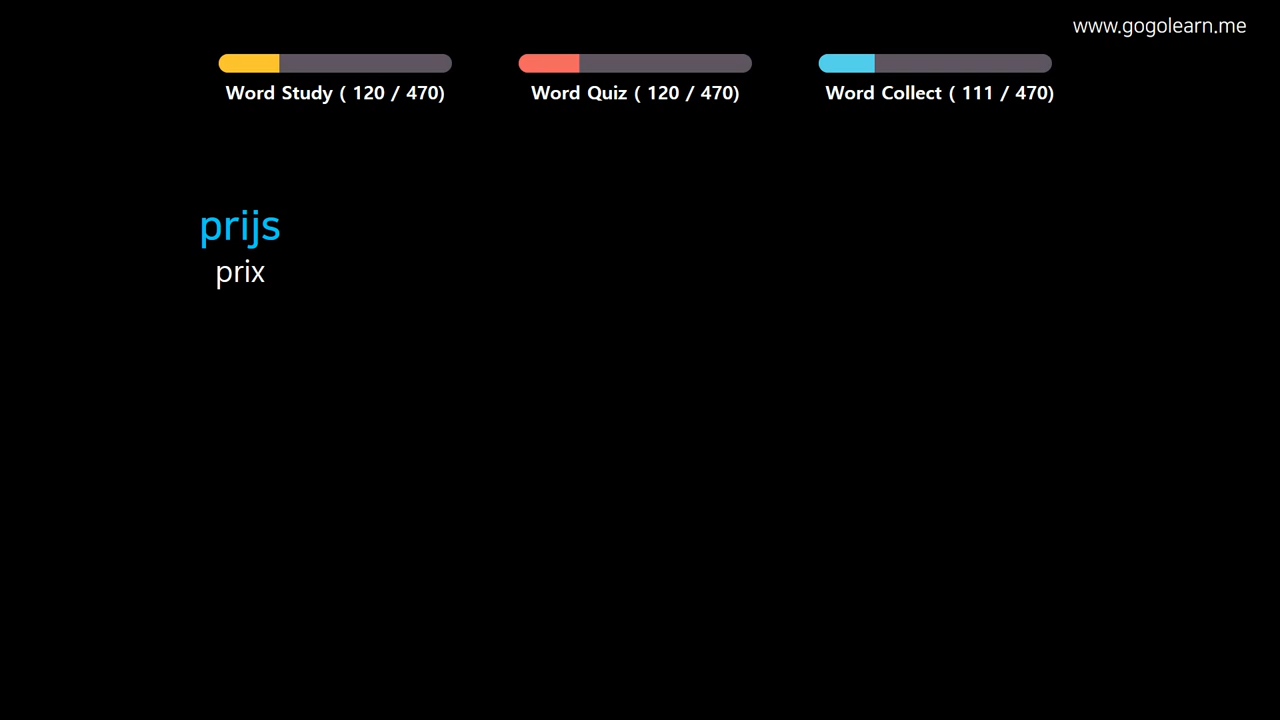 www.gogolearn.me
Word Study ( 120 / 470)
Word Quiz ( 120 / 470)
Word Collect ( 111 / 470)
prijs
prix